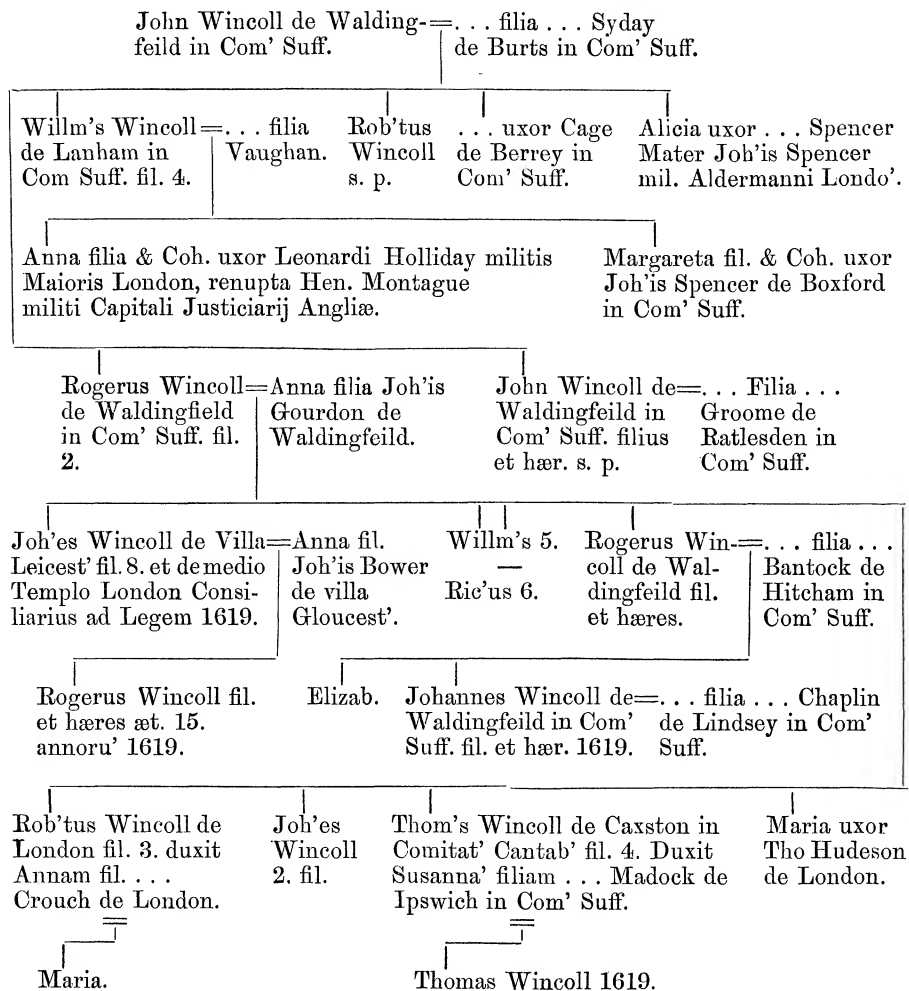 John Wincoll de Walding-=. . . filia . . . Syday
feild in Com' Suff. de Burts in Com' Suff.
Willm's Wincoll=. . . filia
de Lanham in Vaughan.
Com Suff. fil. 4.
Rob'tus
Wincoll
s. p.
. . . uxor Cage
de Berrey in
Com' Suff.
Alicia uxor . . . Spencer
Mater Joh'is Spencer
mil. Aldermanni Londo'.
Anna filia & Coh. uxor Leonardi Holliday militis
Maioris London, renupta Hen. Montague
militi Capitali Justiciarij Angliæ.
Margareta fil. & Coh. uxor
Joh'is Spencer de Boxford
in Com' Suff.
Rogerus Wincoll=Anna filia Joh'is
de Waldingfield Gourdon de
in Com' Suff. fil. Waldingfeild.
2.
John Wincoll de=. . . Filia . . .
Waldingfeild in Groome de
Com' Suff. filius Ratlesden in
et hær. s. p. Com' Suff.
Joh'es Wincoll de Villa=Anna fil.
Leicest' fil. 8. et de medio Joh'is Bower
Templo London Consi- de villa
liarius ad Legem 1619. Gloucest'.
Willm's 5.
—
Ric'us 6.
Rogerus Win-=. . . filia . . .
coll de Wal- Bantock de
dingfeild fil. Hitcham in
et hæres. Com' Suff.
Rogerus Wincoll fil.
et hæres æt. 15.
annoru' 1619.
Elizab.
Johannes Wincoll de=. . . filia . . . Chaplin
Waldingfeild in Com' de Lindsey in Com'
Suff. fil. et hær. 1619. Suff.
Rob'tus Wincoll de
London fil. 3. duxit
Annam fil. . . .
Crouch de London.
Joh'es
Wincoll
2. fil.
Thom's Wincoll de Caxston in
Comitat' Cantab' fil. 4. Duxit
Susanna' filiam . . . Madock de
Ipswich in Com' Suff.
Maria uxor
Tho Hudeson
de London.
Maria.
Thomas Wincoll 1619.